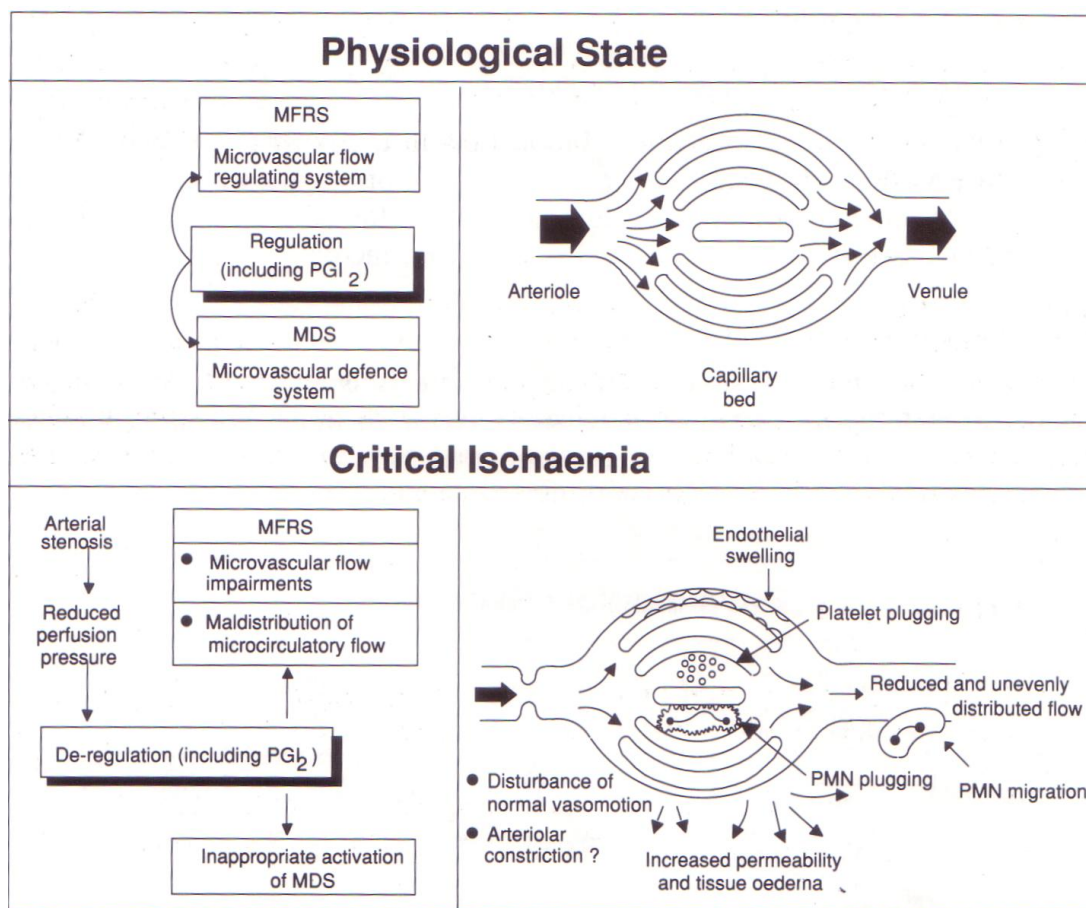 Physiological State
MFRS
Microvascular flow
regulating system
Regulation
(including PGI 2)
MDS
Microvascular defence
system
Arteriole
Venule
Capillary
bed
Critical Ischaemia
Arterial
stenosis
Reduced
perfusion
pressure
MFRS
● Microvascular flow
impairments
● Maldistribution of
microcirculatory flow
De-regulation (including PGI2)
Inappropriate activation
of MDS
Endothelial
swelling
Platelet plugging
Reduced and unevenly
distributed flow
PMN plugging
PMN migration
● Disturbance of
normal vasomotion
● Arteriolar
constriction ?
Increased permeability
and tissue oederna